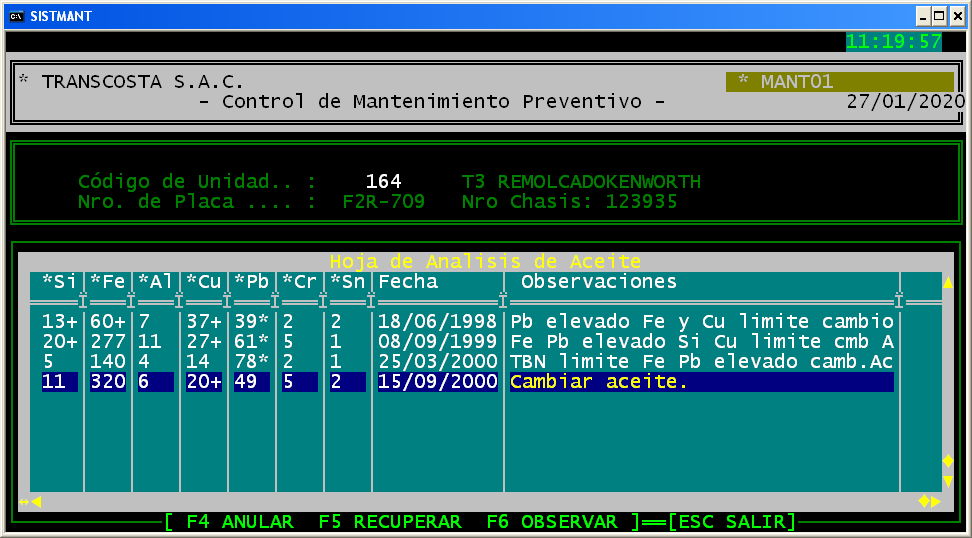 SISTMANT
11:19:57
* TRANSCOSTA S.A.C. * MANT01
- Control de Mantenimiento Preventivo - 27/01/2020
Código de Unidad.. : 164 T3 REMOLCADOKENWORTH
Nro. de Placa .... : F2R-709 Nro Chasis: 123935
Hoja de Analisis de Aceite
*Si *Fe *Al *Cu *Pb *Cr *Sn Fecha Observaciones
13+ 60+ 7 37+ 39* 2 2 18/06/1998 Pb elevado Fe y Cu limite cambio
20+ 277 11 27+ 61* 5 1 08/09/1999 Fe Pb elevado Si Cu limite cmb A
5 140 4 14 78* 2 1 25/03/2000 TBN limite Fe Pb elevado camb.Ac
11 320 6 20+ 49 5 2 15/09/2000 Cambiar aceite.
[ F4 ANULAR F5 RECUPERAR F6 OBSERVAR ]══[ESC SALIR]